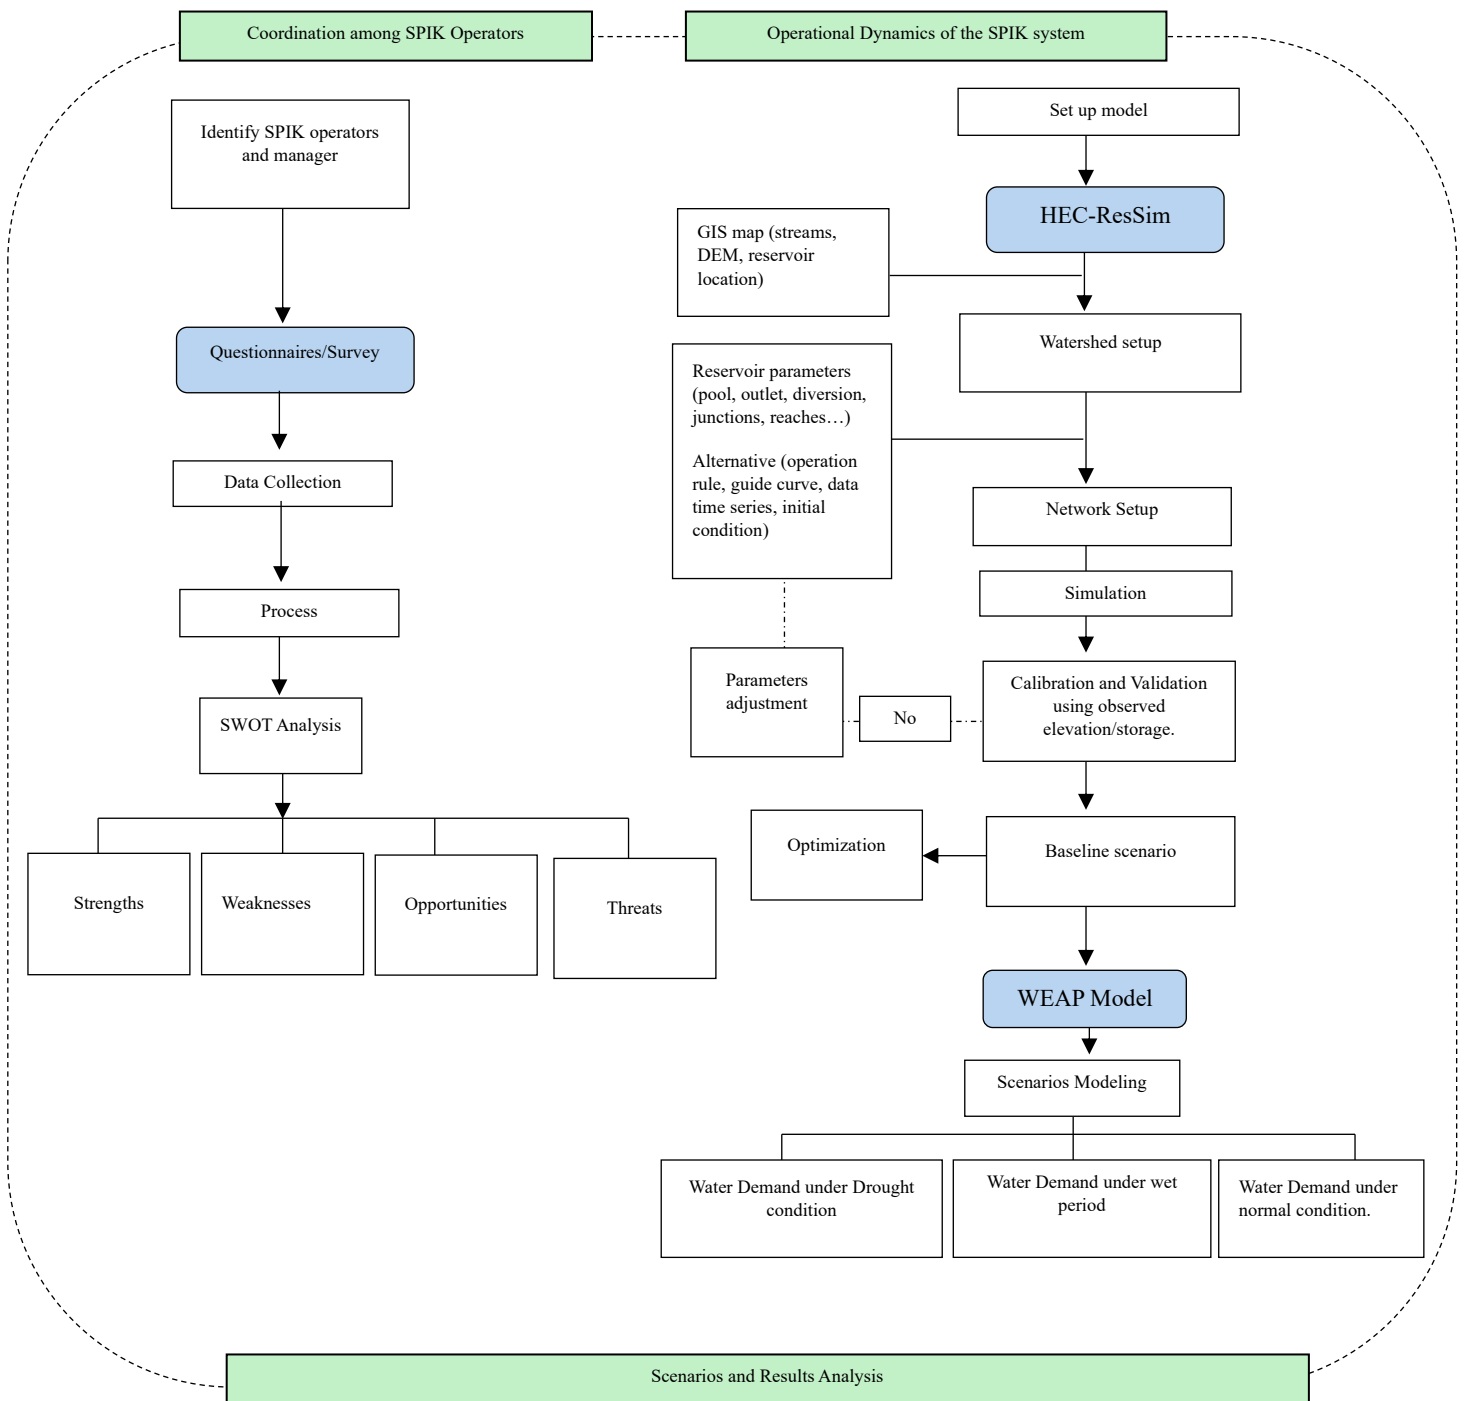 Coordination among SPIK Operators
Operational Dynamics of the SPIK system
Identify SPIK operators
and manager
Questionnaires/Survey
Data Collection
Process
SWOT Analysis
Strengths
Weaknesses
Opportunities
Threats
Set up model
HEC-ResSim
GIS map (streams,
DEM, reservoir
location)
Watershed setup
Reservoir parameters
(pool, outlet, diversion,
junctions, reaches…)
Alternative (operation
rule, guide curve, data
time series, initial
condition)
Network Setup
Simulation
Calibration and Validation
using observed
elevation/storage.
No
Parameters
adjustment
Baseline scenario
Optimization
WEAP Model
Scenarios Modeling
Water Demand under Drought
condition
Water Demand under wet
period
Water Demand under
normal condition.
Scenarios and Results Analysis